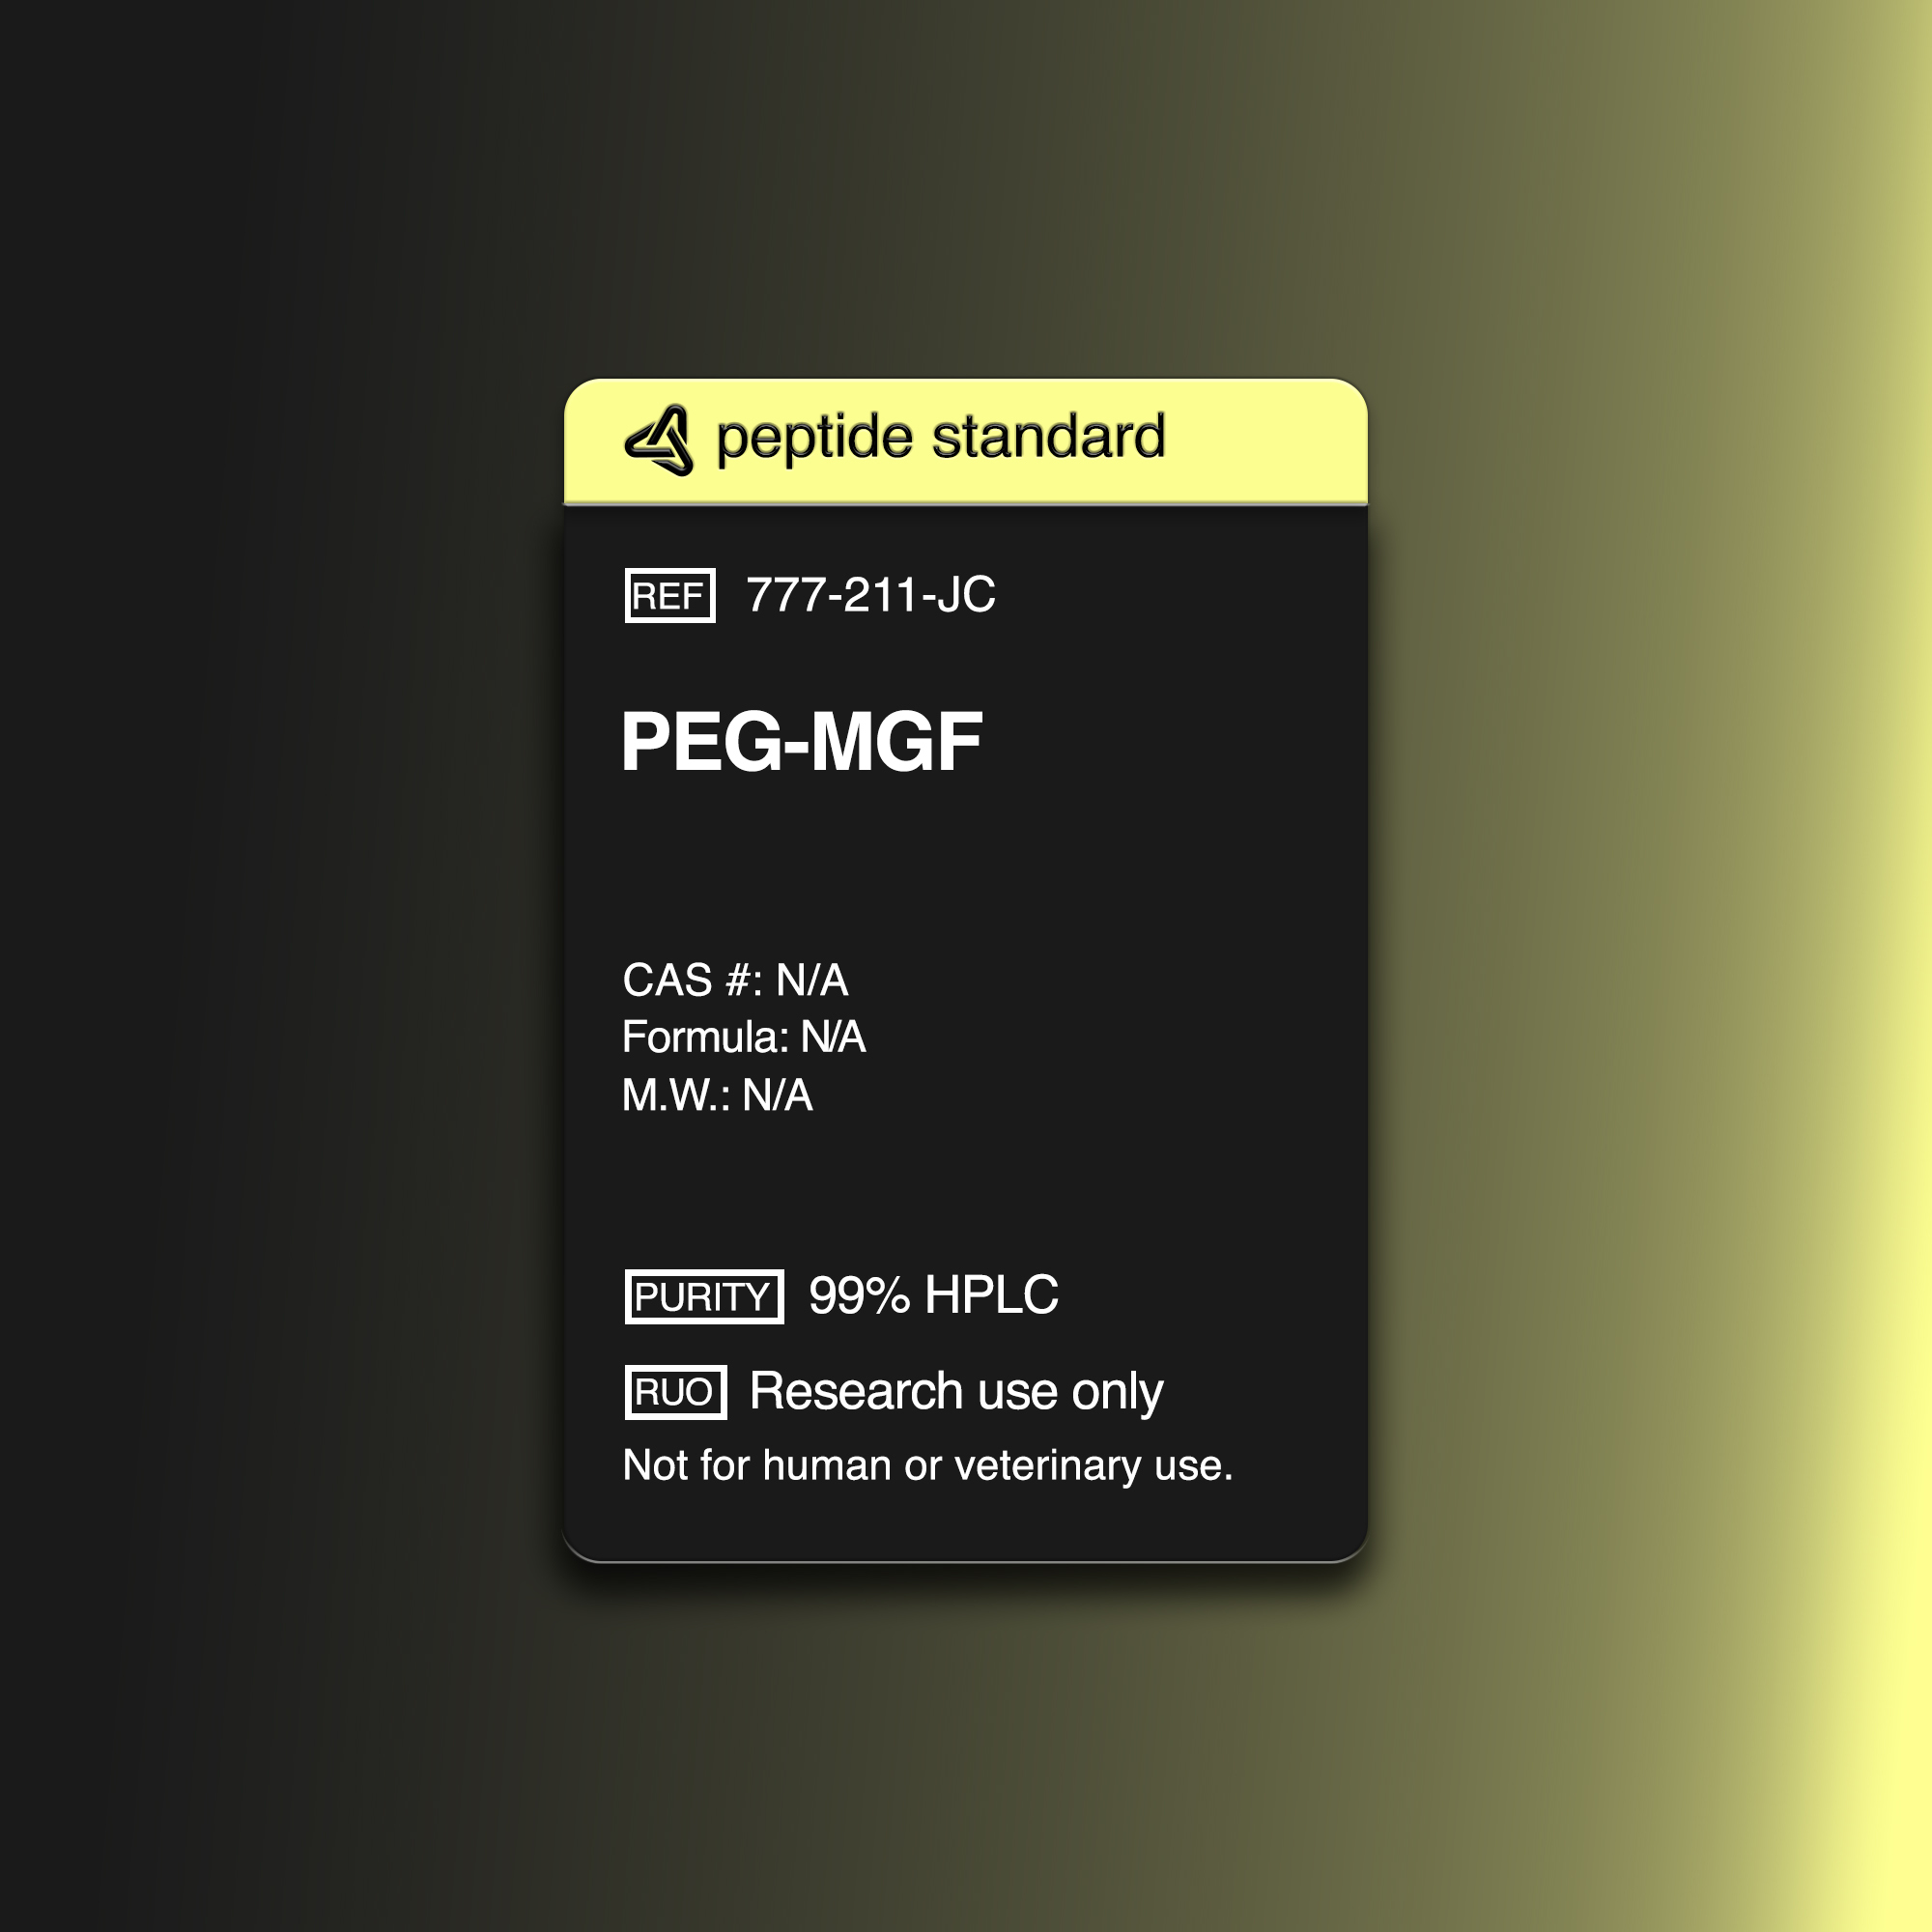 peptide standard
REF 777-211-JC
PEG-MGF
CAS #: N/A
Formula: N/A
M.W.: N/A
PURITY 99% HPLC
RUO Research use only
Not for human or veterinary use.